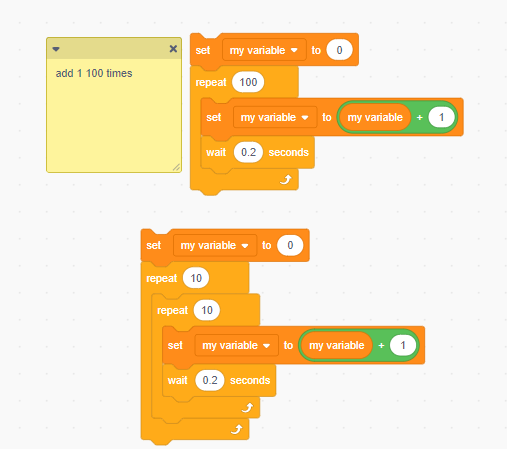 add 1 100 times
set my variable to 0
repeat 100
set my variable to my variable + 1
wait 0.2 seconds
set my variable to 0
repeat 10
repeat 10
set my variable to my variable + 1
wait 0.2 seconds